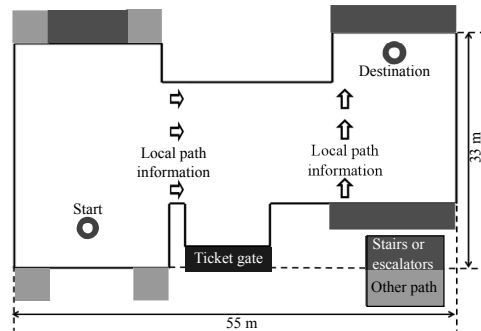 Destination
Local path
information
Local path
information
33 m
Start
Ticket gate
Stairs or
escalators
Other path
55 m